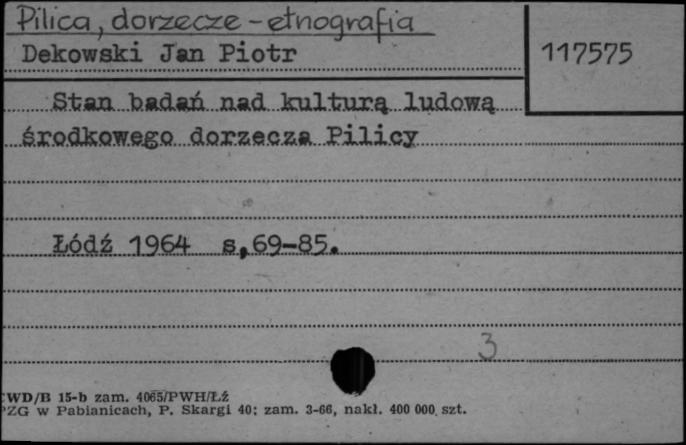 Pilica, dorzecze - etnografia
Dekowski Jan Piotr
117575
Stan badań nad kulturą ludową
środkowego dorzecza Pilicy
Łódź 1964 s,69-85.
3
WD/B 15-b zam. 4065/PWH/Łź
PZG w Pabianicach, P. Skargi 40; zam. 3-66, nakł. 400 000 szt.